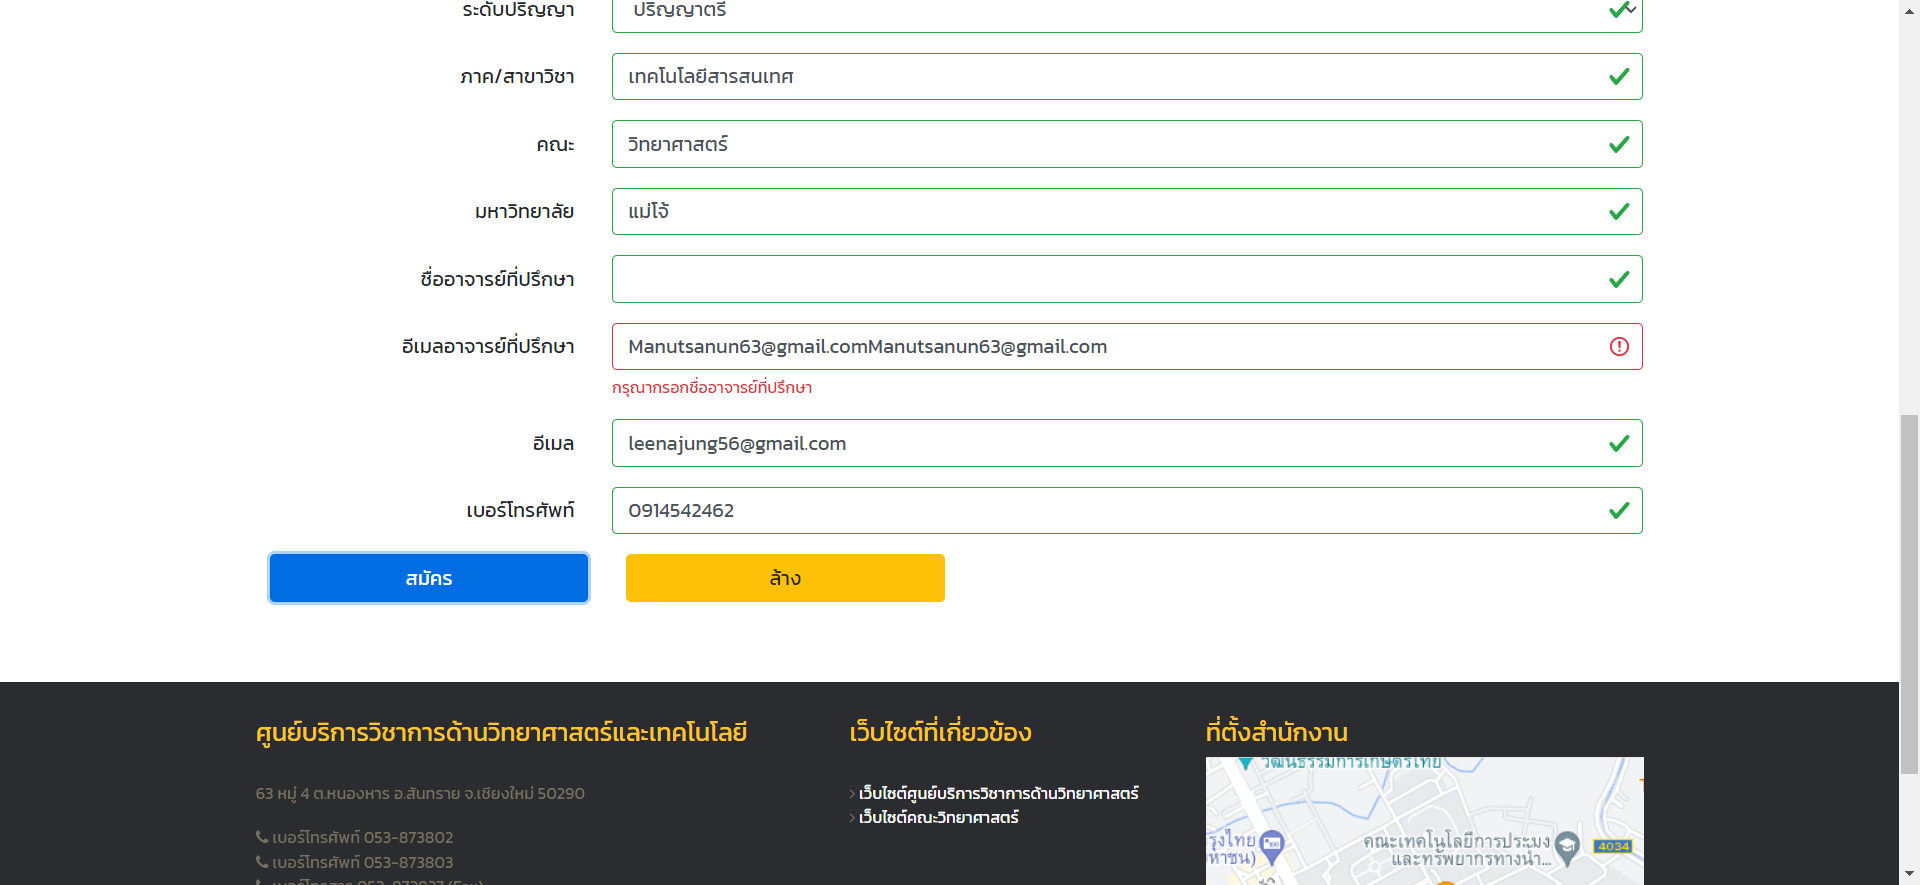 ระดับปริญญา
ปริญญาตรี
ภาค/สาขาวิชา
เทคโนโลยีสารสนเทศ
คณะ
วิทยาศาสตร์
มหาวิทยาลัย
แม่โจ้
ชื่ออาจารย์ที่ปรึกษา
อีเมลอาจารย์ที่ปรึกษา
Manutsanun63@gmail.comManutsanun63@gmail.com
กรุณากรอกชื่ออาจารย์ที่ปรึกษา
อีเมล
leenajung56@gmail.com
เบอร์โทรศัพท์
0914542462
สมัคร
ล้าง
ศูนย์บริการวิชาการด้านวิทยาศาสตร์และเทคโนโลยี
63 หมู่ 4 ต.หนองหาร อ.สันทราย จ.เชียงใหม่ 50290
เบอร์โทรศัพท์ 053-873802
เบอร์โทรศัพท์ 053-873803
เบอร์โทรสาร 053-873827 (Fax)
เว็บไซต์ที่เกี่ยวข้อง
เว็บไซต์ศูนย์บริการวิชาการด้านวิทยาศาสตร์
เว็บไซต์คณะวิทยาศาสตร์
ที่ตั้งสำนักงาน
วัฒนธรรมการเกษตรไทย
รุงไทย
หาชน)
คณะเทคโนโลยีการประมง
และทรัพยากรทางน้ำ...
4034